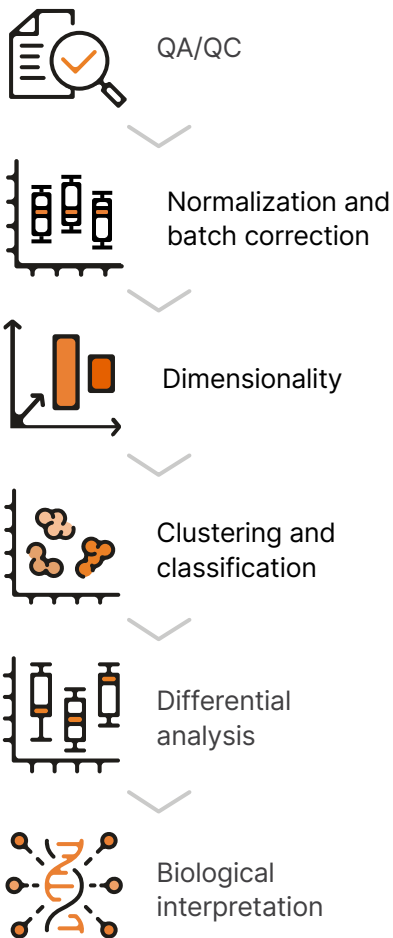 QA/QC
Normalization and
batch correction
Dimensionality
Clustering and
classification
Differential
analysis
Biological
interpretation